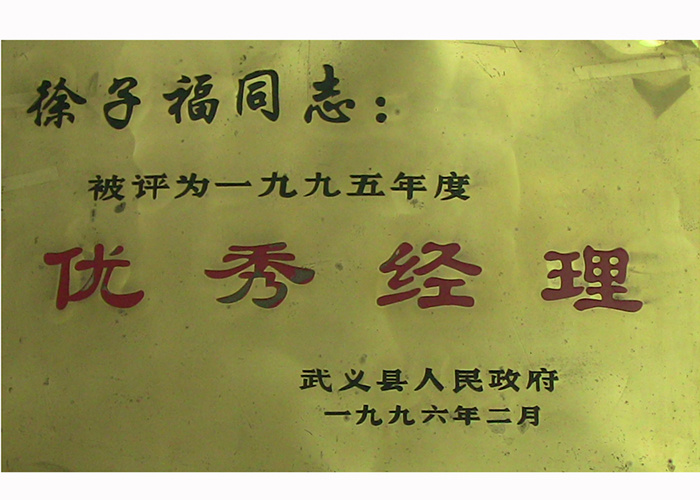 徐子福同志：
被评为一九九五年度
优秀经理
武义县人民政府
一九九六年二月